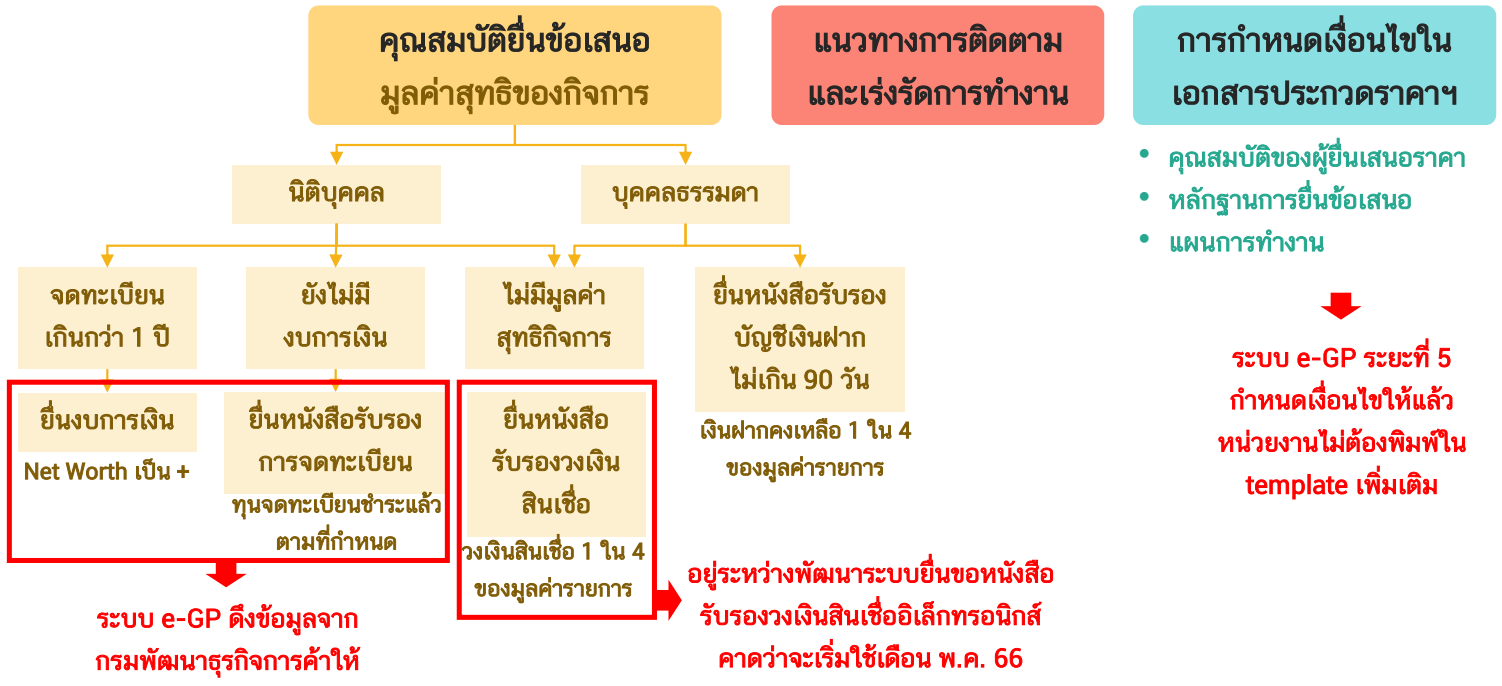 คุณสมบัติยื่นข้อเสนอ
มูลค่าสุทธิของกิจการ
แนวทางการติดตาม
และเร่งรัดการทำงาน
การกำหนดเงื่อนไขใน
เอกสารประกวดราคาฯ
• คุณสมบัติของผู้ยื่นเสนอราคา
• หลักฐานการยื่นข้อเสนอ
• แผนการทำงาน
นิติบุคคล
บุคคลธรรมดา
จดทะเบียน
เกินกว่า 1 ปี
ยังไม่มี
งบการเงิน
ไม่มีมูลค่า
สุทธิกิจการ
ยื่นหนังสือรับรอง
บัญชีเงินฝาก
ไม่เกิน 90 วัน
เงินฝากคงเหลือ 1 ใน 4
ของมูลค่ารายการ
ยื่นงบการเงิน
Net Worth เป็น +
ยื่นหนังสือรับรอง
การจดทะเบียน
ทุนจดทะเบียนชำระแล้ว
ตามที่กำหนด
ยื่นหนังสือ
รับรองวงเงิน
สินเชื่อ
วงเงินสินเชื่อ 1 ใน 4
ของมูลค่ารายการ
ระบบ e-GP ระยะที่ 5
กำหนดเงื่อนไขให้แล้ว
หน่วยงานไม่ต้องพิมพ์ใน
template เพิ่มเติม
ระบบ e-GP ดึงข้อมูลจาก
กรมพัฒนาธุรกิจการค้าให้
อยู่ระหว่างพัฒนาระบบยื่นขอหนังสือ
รับรองวงเงินสินเชื่ออิเล็กทรอนิกส์
คาดว่าจะเริ่มใช้เดือน พ.ค. 66